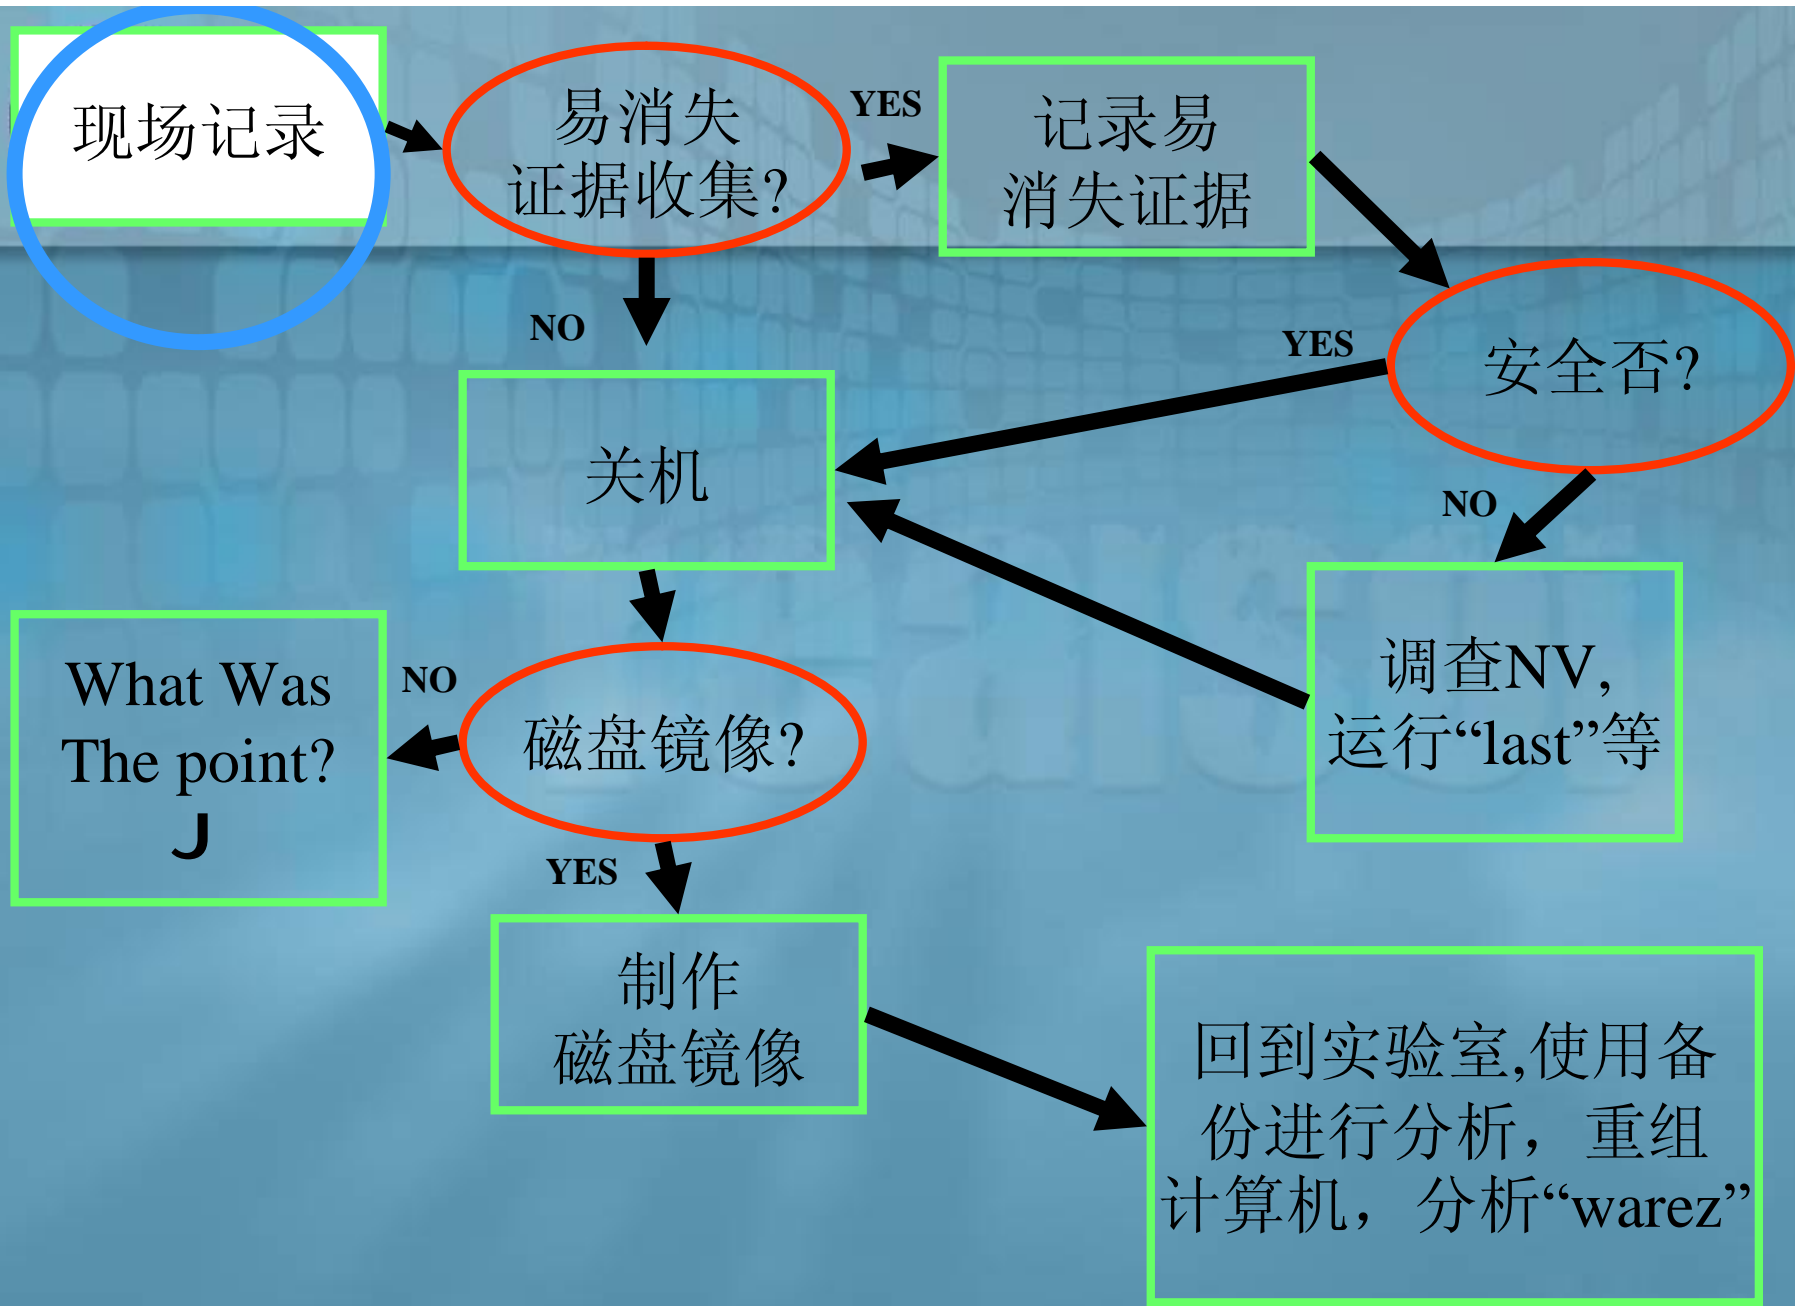 现场记录
易消失
证据收集?
YES
记录易
消失证据
NO
YES
安全否?
关机
NO
What Was
The point?
J
NO
磁盘镜像?
调查NV,
运行“last”等
YES
制作
磁盘镜像
回到实验室,使用备
份进行分析，重组
计算机，分析“warez”